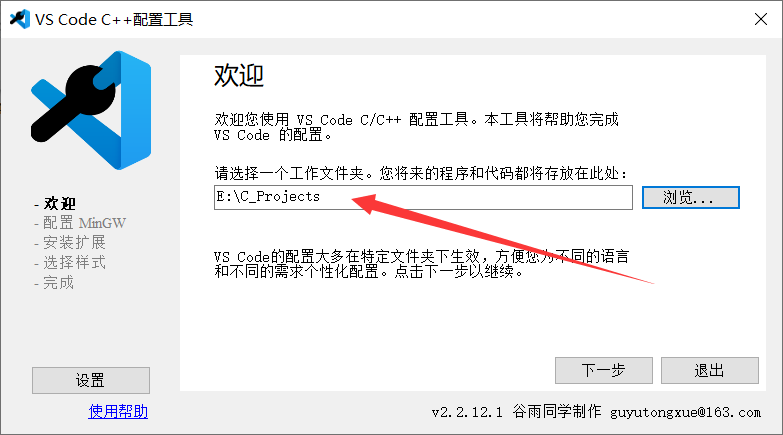 VS Code C++配置工具
欢迎
欢迎您使用 VS Code C/C++ 配置工具。本工具将帮助您完成
VS Code 的配置。
请选择一个工作文件夹。您将来的程序和代码都将存放在此处：
E:\C_Projects
浏览...
- 欢迎
- 配置 MinGW
- 安装扩展
- 选择样式
- 完成
VS Code的配置大多在特定文件夹下生效，方便您为不同的语言
和不同的需求个性化配置。点击下一步以继续。
设置
下一步
退出
使用帮助
v2.2.12.1 谷雨同学制作 guyutongxue@163.com